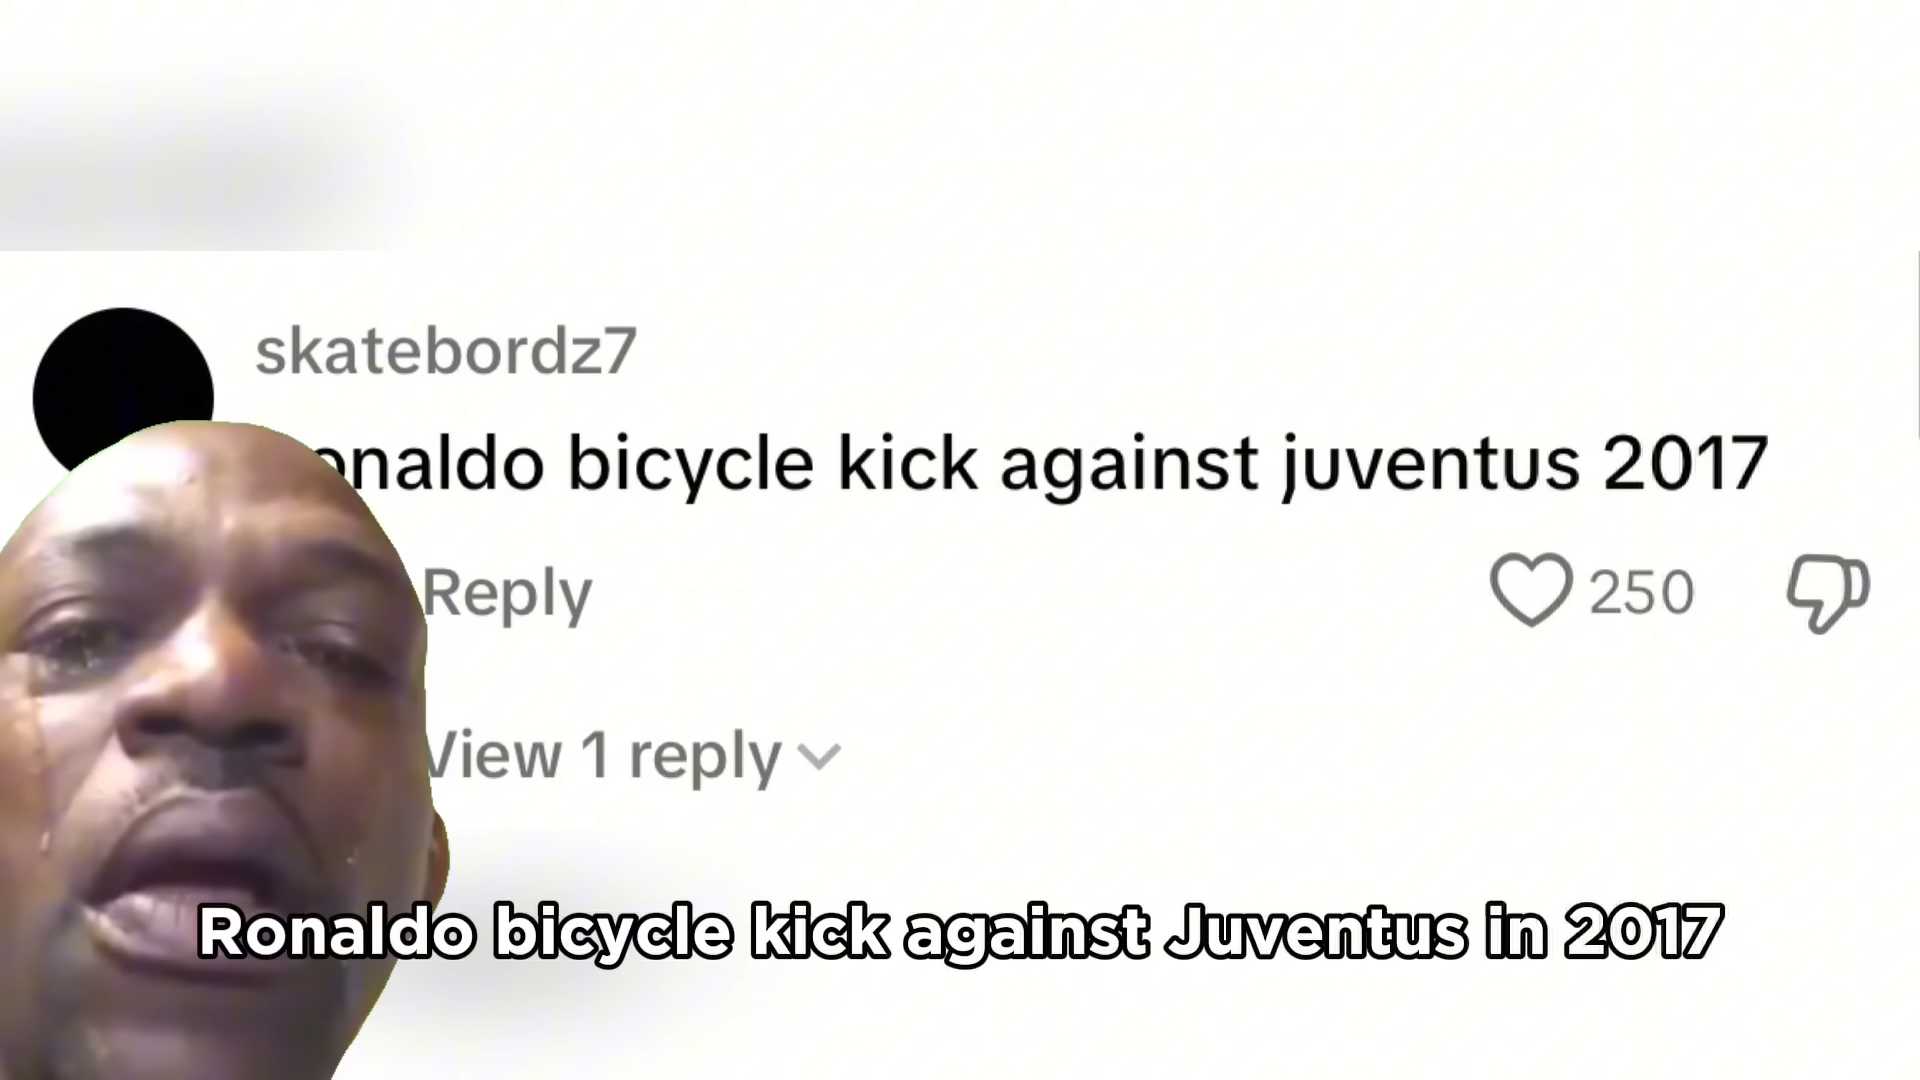 skatebordz7
onaldo bicycle kick against juventus 2017
Reply
250
View 1 reply
Ronaldo bicycle kick against Juventus in 2017